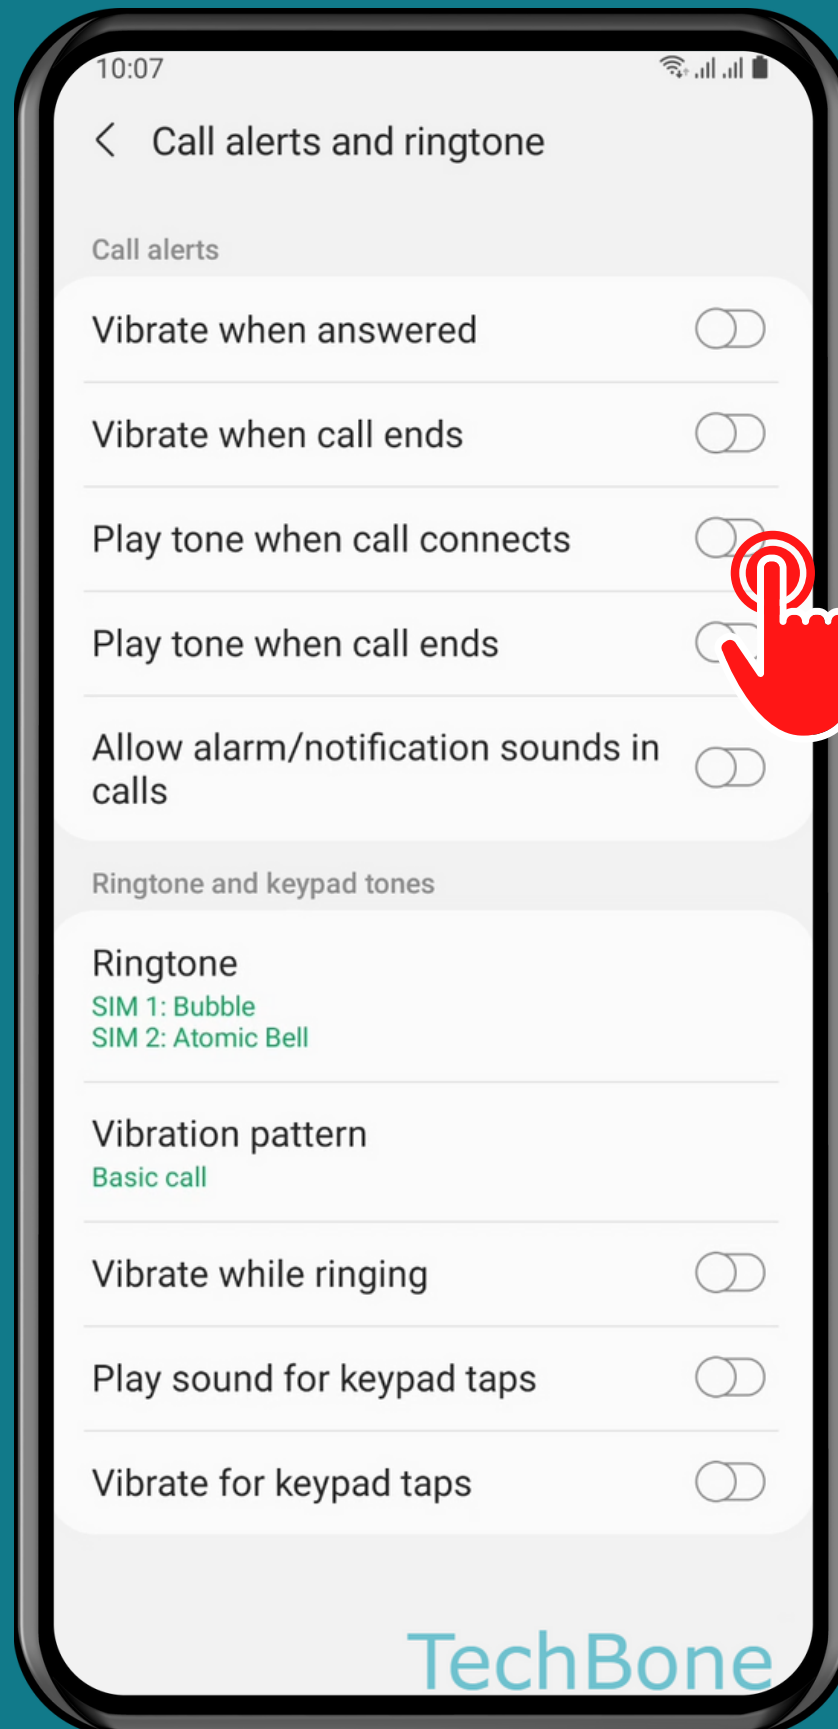 10:07
Call alerts and ringtone
Call alerts
Vibrate when answered
Vibrate when call ends
Play tone when call connects
Play tone when call ends
Allow alarm/notification sounds in
calls
Ringtone and keypad tones
Ringtone
SIM 1: Bubble
SIM 2: Atomic Bell
Vibration pattern
Basic call
Vibrate while ringing
Play sound for keypad taps
Vibrate for keypad taps
TechBone